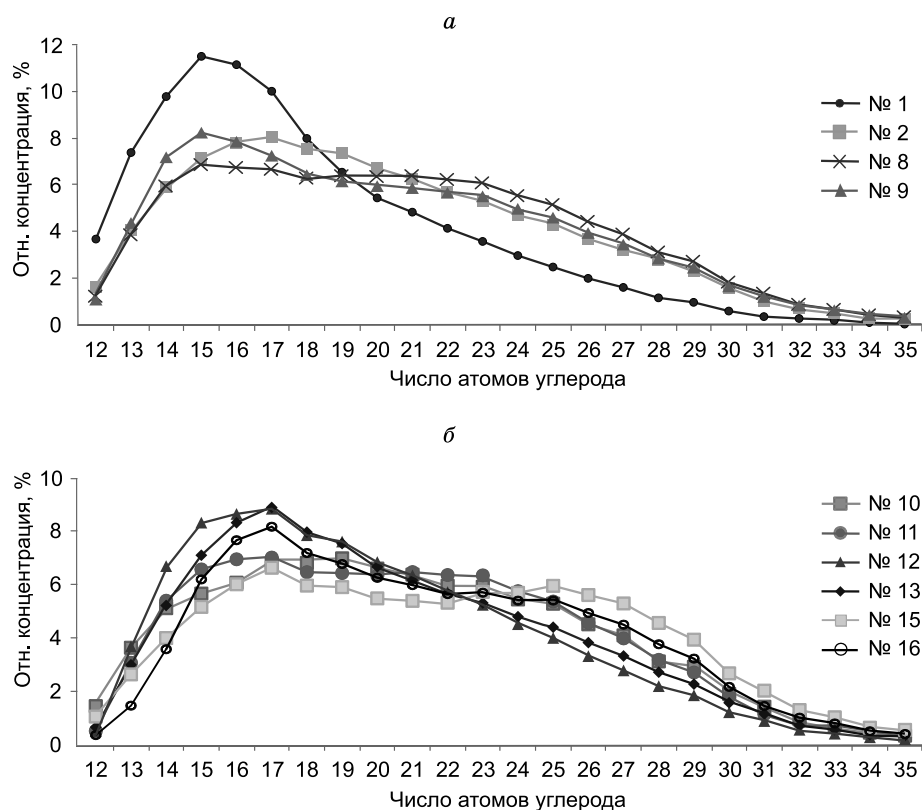 а
Отн. концентрация, %
12
10
8
6
4
2
0
12 13 14 15 16 17 18 19 20 21 22 23 24 25 26 27 28 29 30 31 32 33 34 35
Число атомов углерода
№ 1
№ 2
№ 8
№ 9
б
Отн. концентрация, %
10
8
6
4
2
0
12 13 14 15 16 17 18 19 20 21 22 23 24 25 26 27 28 29 30 31 32 33 34 35
Число атомов углерода
№ 10
№ 11
№ 12
№ 13
№ 15
№ 16